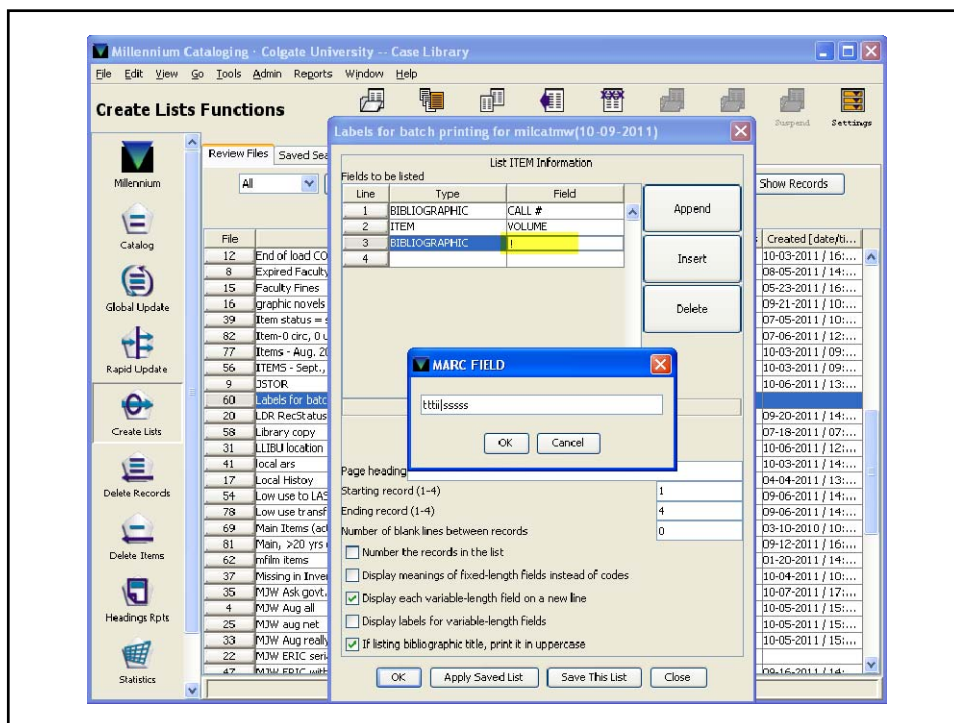 Millennium Cataloging · Colgate University -- Case Library
File Edit View Go Tools Admin Reports Window Help
Create Lists Functions
Suspend Settings
Millennium
Catalog
Global Update
Rapid Update
Create Lists
Delete Records
Delete Items
Headings Rpts
Statistics
Review Files Saved Sea
All
Show Records
File Created [date/ti...
12 End of load CO 10-03-2011 / 16:...
8 Expired Faculty 08-05-2011 / 14:...
15 Faculty Fines 05-23-2011 / 16:...
16 graphic novels 09-21-2011 / 10:...
39 Item status = s 07-05-2011 / 10:...
82 Item-0 circ, 0 u 07-06-2011 / 12:...
77 Items - Aug. 20 10-03-2011 / 09:...
56 ITEMS - Sept., 10-03-2011 / 09:...
9 JSTOR 10-06-2011 / 13:...
60 Labels for batc
20 LDR RecStatus 09-20-2011 / 14:...
58 Library copy 07-18-2011 / 07:...
31 LLIBU location 10-06-2011 / 12:...
41 local ars 10-03-2011 / 14:...
17 Local Histoy 04-04-2011 / 13:...
54 Low use to LAS 09-06-2011 / 14:...
78 Low use transf 09-06-2011 / 14:...
69 Main Items (act 03-10-2010 / 10:...
81 Main, >20 yrs 09-12-2011 / 16:...
62 mfilm items 01-20-2011 / 14:...
37 Missing in Inve 10-04-2011 / 10:...
35 MJW Ask govt. 10-07-2011 / 17:...
4 MJW Aug all 10-05-2011 / 15:...
25 MJW aug net 10-05-2011 / 15:...
33 MJW Aug really 10-05-2011 / 15:...
22 MJW ERIC seri
47 MJW ERIC with 09-16-2011 / 14:
Labels for batch printing for milcatmw(10-09-2011)
List ITEM Information
Fields to be listed
Line Type Field
1 BIBLIOGRAPHIC CALL #
2 ITEM VOLUME
3 BIBLIOGRAPHIC !
4
Append
Insert
Delete
MARC FIELD
tttii|sssss
OK Cancel
Page heading
Starting record (1-4) 1
Ending record (1-4) 4
Number of blank lines between records 0
Number the records in the list
Display meanings of fixed-length fields instead of codes
Display each variable-length field on a new line
Display labels for variable-length fields
If listing bibliographic title, print it in uppercase
OK Apply Saved List Save This List Close